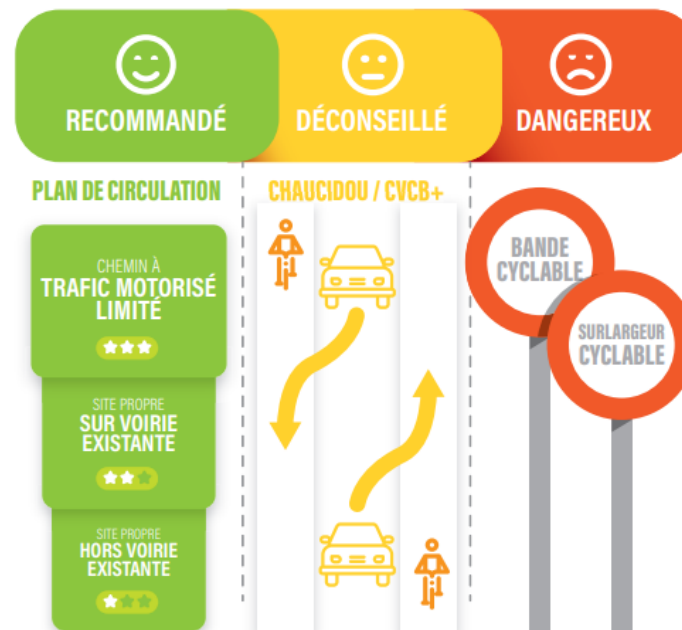 RECOMMANDÉ
DÉCONSEILLÉ
DANGEREUX
PLAN DE CIRCULATION
CHEMIN À
TRAFIC MOTORISÉ
LIMITÉ
SITE PROPRE
SUR VOIRIE
EXISTANTE
SITE PROPRE
HORS VOIRIE
EXISTANTE
CHAUCIDOU / CVCB+
BANDE
CYCLABLE
SURLARGEUR
CYCLABLE